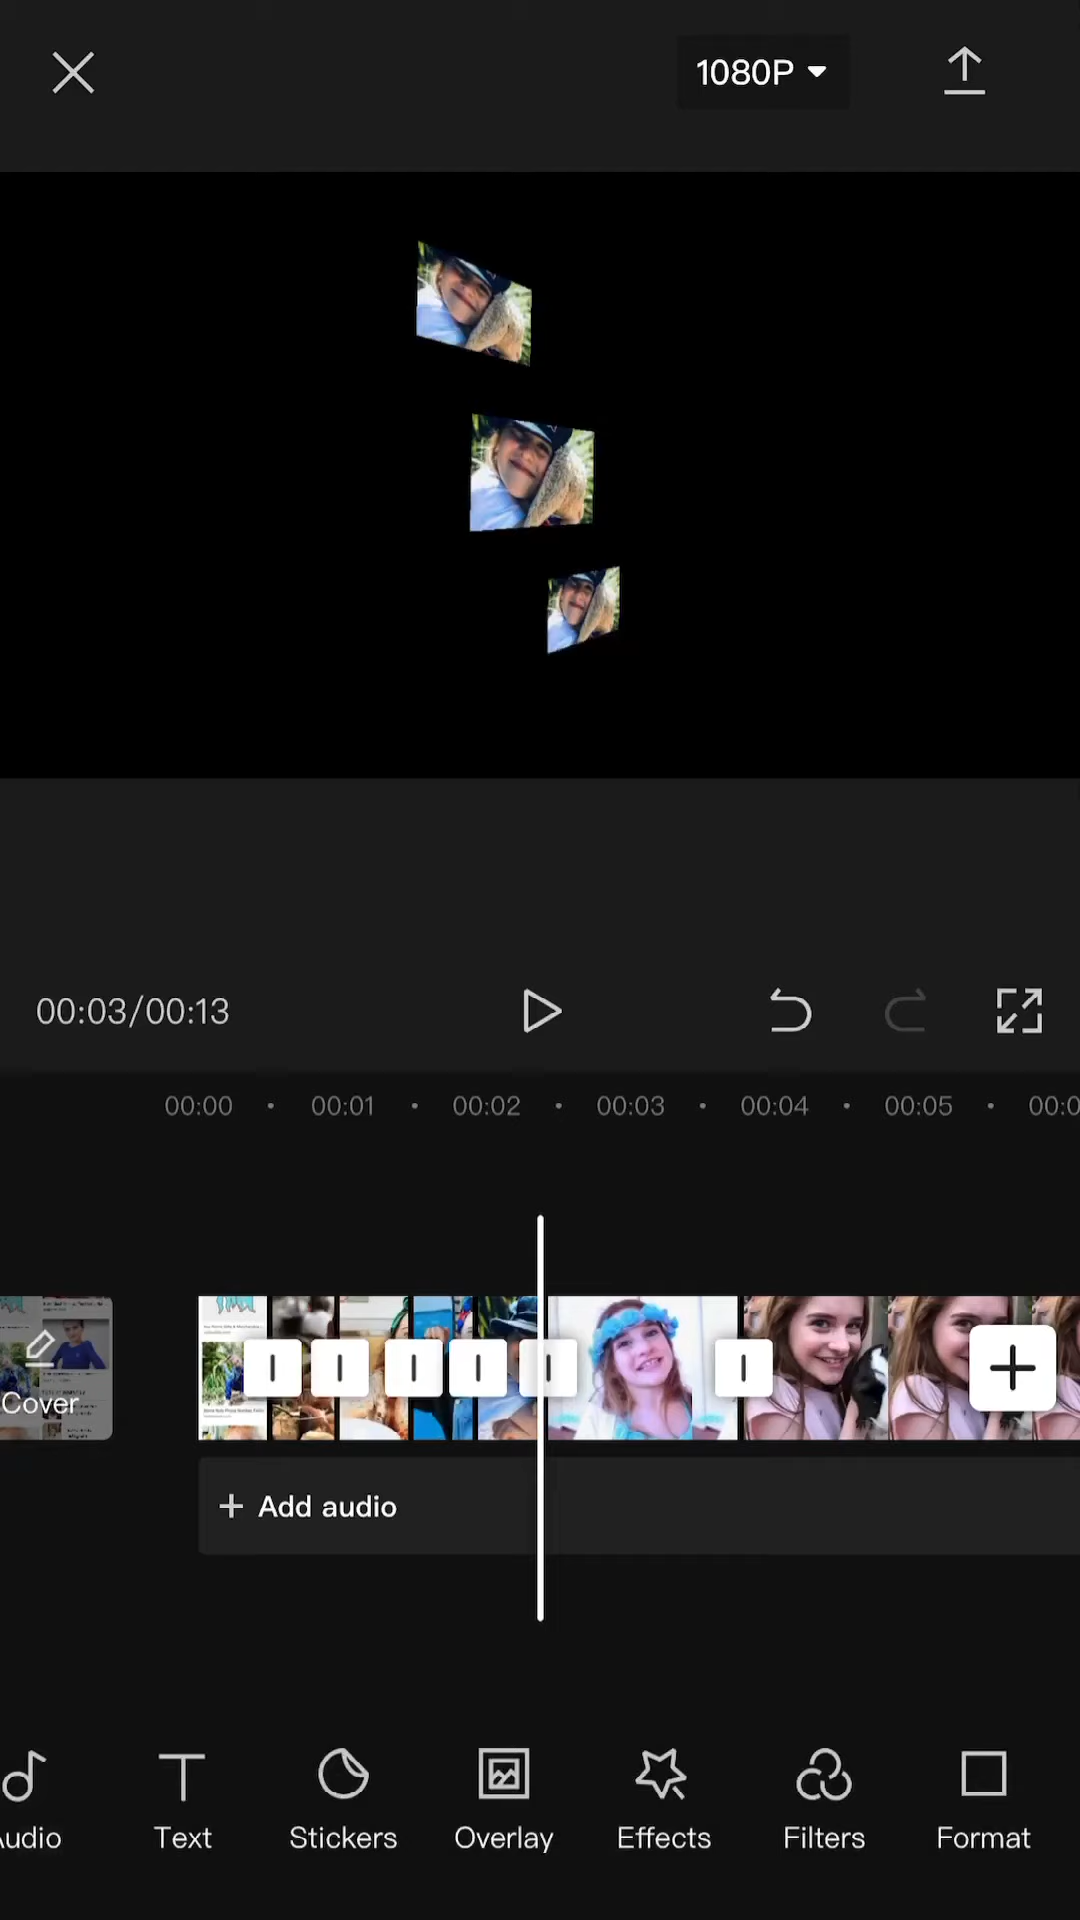 1080P
00:03/00:13
00:00 00:01 00:02 00:03 00:04 00:05
Cover
Add audio
Text Stickers Overlay Effects Filters Format